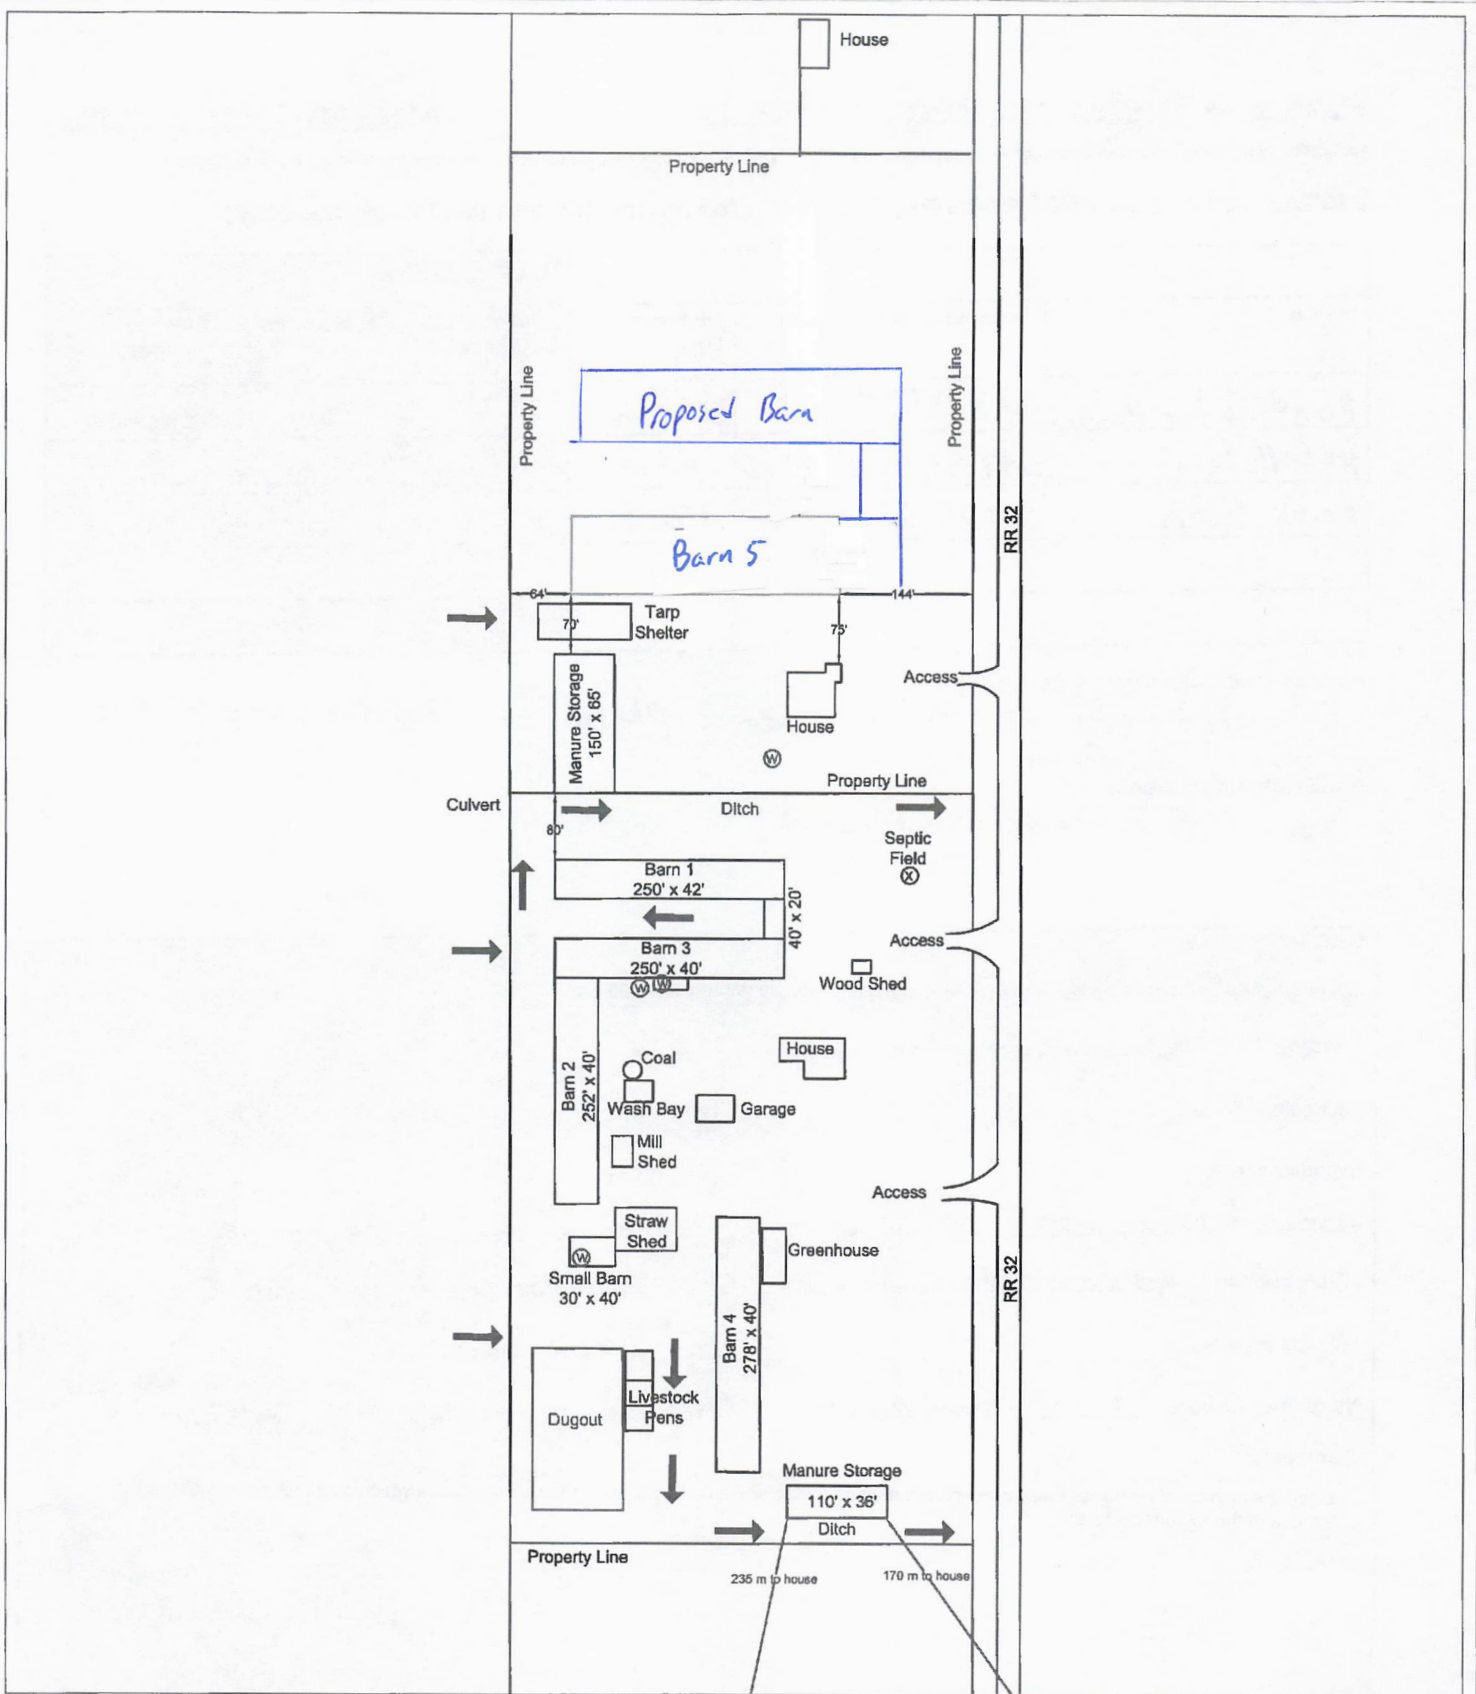 House
Property Line
Property Line
Property Line
Proposed Barn
RR 32
Barn 5
64'
144'
Tarp
Shelter
70'
75'
Manure Storage
150' x 65'
Access
House
W
Property Line
Culvert
Ditch
80'
Septic
Field
X
Barn 1
250' x 42'
40' x 20'
Access
Barn 3
250' x 40'
W
W
Wood Shed
House
Coal
Barn 2
252' x 40'
Wash Bay
Garage
Mill
Shed
Access
Straw
Shed
W
Greenhouse
Small Barn
30' x 40'
RR 32
Barn 4
278' x 40'
Livestock
Pens
Dugout
Manure Storage
110' x 36'
Ditch
Property Line
235 m to house
170 m to house